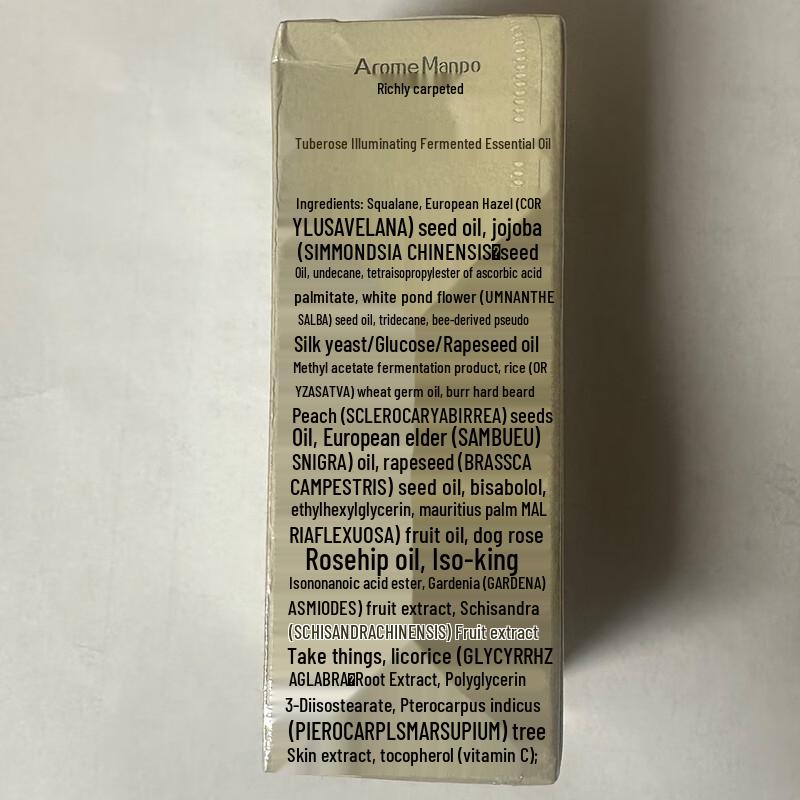 Arome Manpo
Richly carpeted
Tuberose Illuminating Fermented Essential Oil
Ingredients: Squalane, European Hazel (COR
YLUSAVELANA) seed oil, jojoba
(SIMMONDSIA CHINENSIS seed
Oil, undecane, tetraisopropylester of ascorbic acid
palmitate, white pond flower (UMNANTHE
SALBA) seed oil, tridecane, bee-derived pseudo
Silk yeast/Glucose/Rapeseed oil
Methyl acetate fermentation product, rice (OR
YZASATVA) wheat germ oil, burr hard beard
Peach (SCLEROCARYABIRREA) seeds
Oil, European elder (SAMBUEU)
SNIGRA) oil, rapeseed (BRASSCA
CAMPESTRIS) seed oil, bisabolol,
ethylhexylglycerin, mauritius palm MAL
RIAFLEXUOSA) fruit oil, dog rose
Rosehip oil, Iso-king
Isononanoic acid ester, Gardenia (GARDENA)
ASMIODES) fruit extract, Schisandra
(SCHISANDRACHINENSIS) Fruit extract
Take things, licorice (GLYCYRRHZ
AGLABRA Root Extract, Polyglycerin
3-Diisostearate, Pterocarpus indicus
(PIEROCARPLSMARSUPIUM) tree
Skin extract, tocopherol (vitamin C);